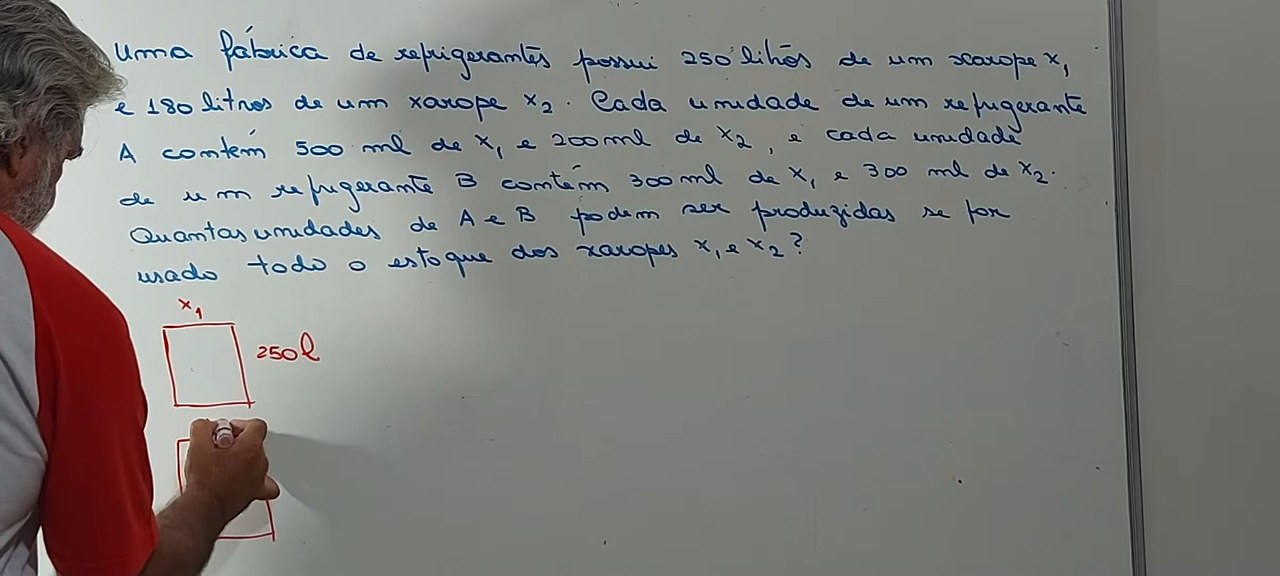 Uma fábrica de refrigerantes possui 250 litros de um xarope x₁
e 180 litros de um xarope x₂. Cada unidade de um refrigerante
A contém 500 ml de x₁ e 200 ml de x₂, e cada unidade
de um refrigerante B contém 300 ml de x₁ e 300 ml de x₂.
Quantas unidades de A e B podem ser produzidas se for
usado todo o estoque dos xaropes x₁ e x₂?
x₁
250l